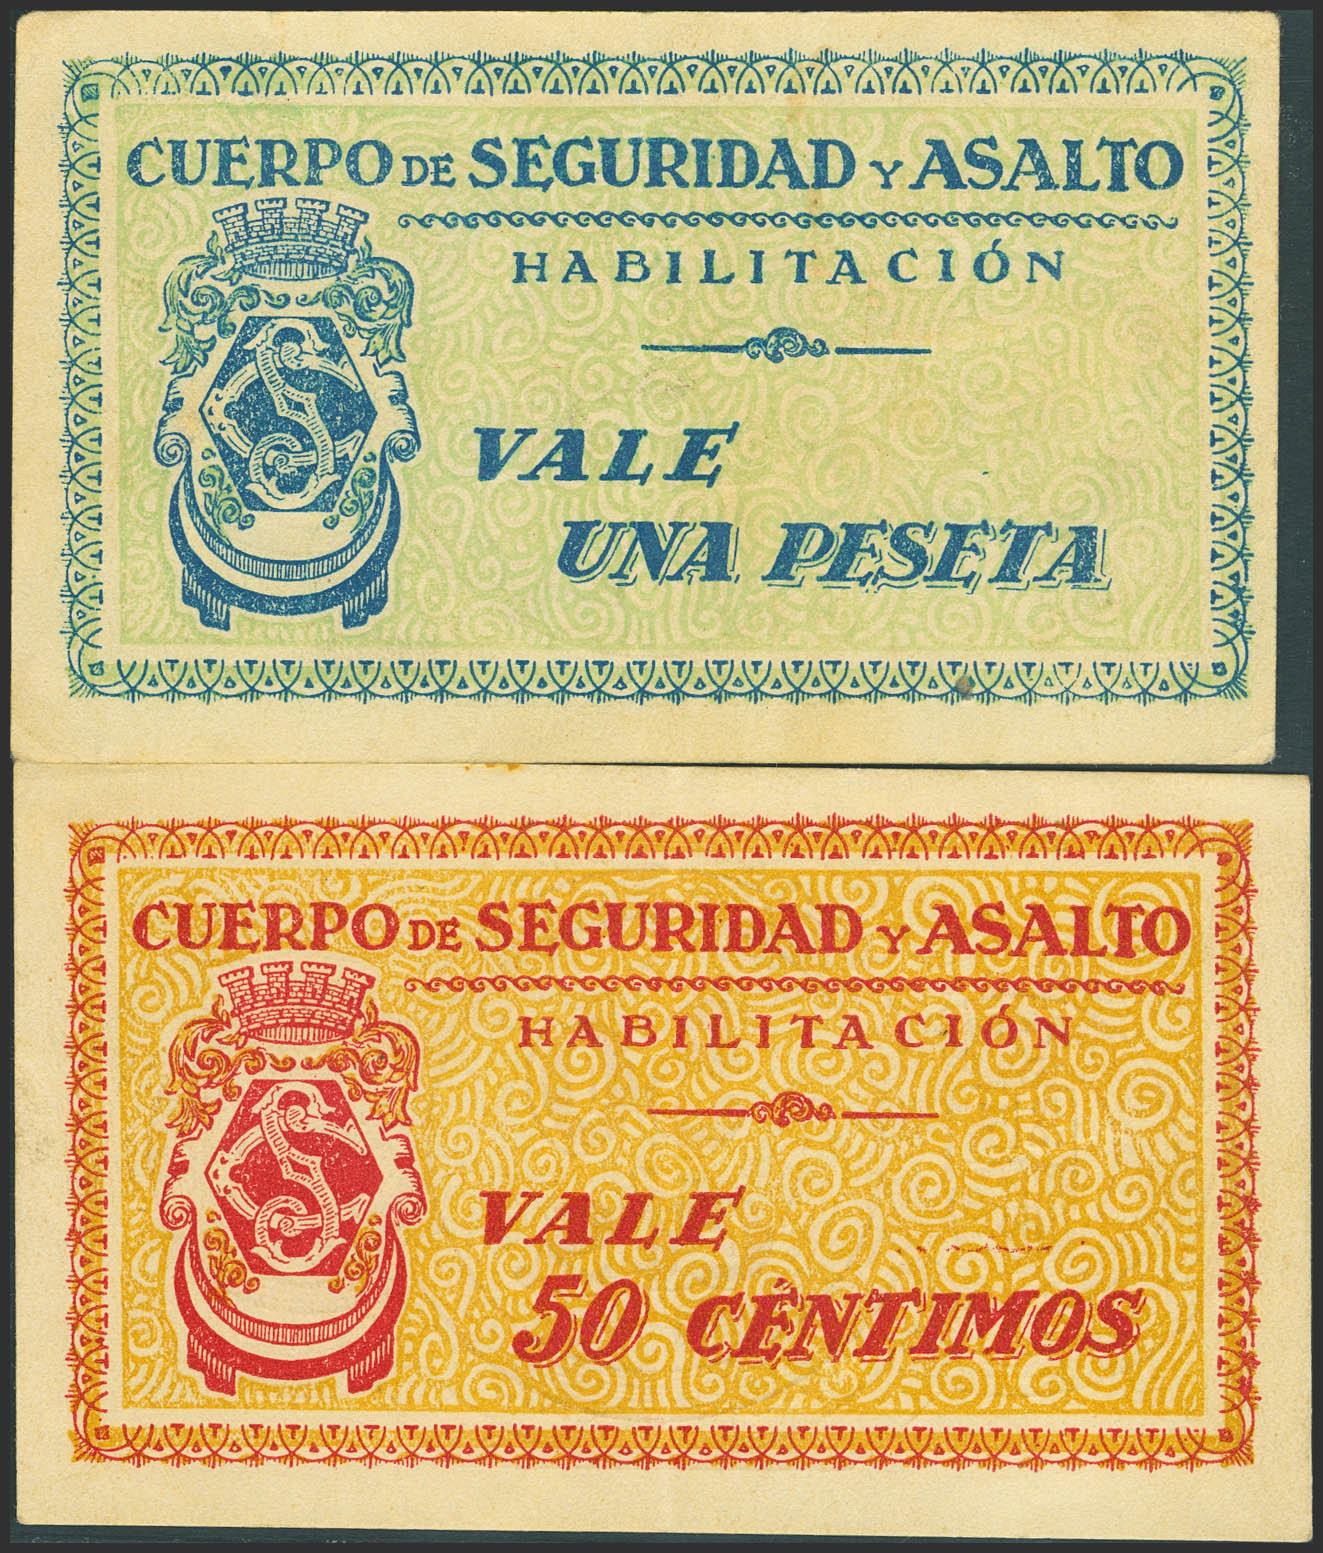 CUERPO DE SEGURIDAD Y ASALTO
HABILITACIÓN
VALE
UNA PESETA
CUERPO DE SEGURIDAD Y ASALTO
HABILITACIÓN
VALE
50 CÉNTIMOS